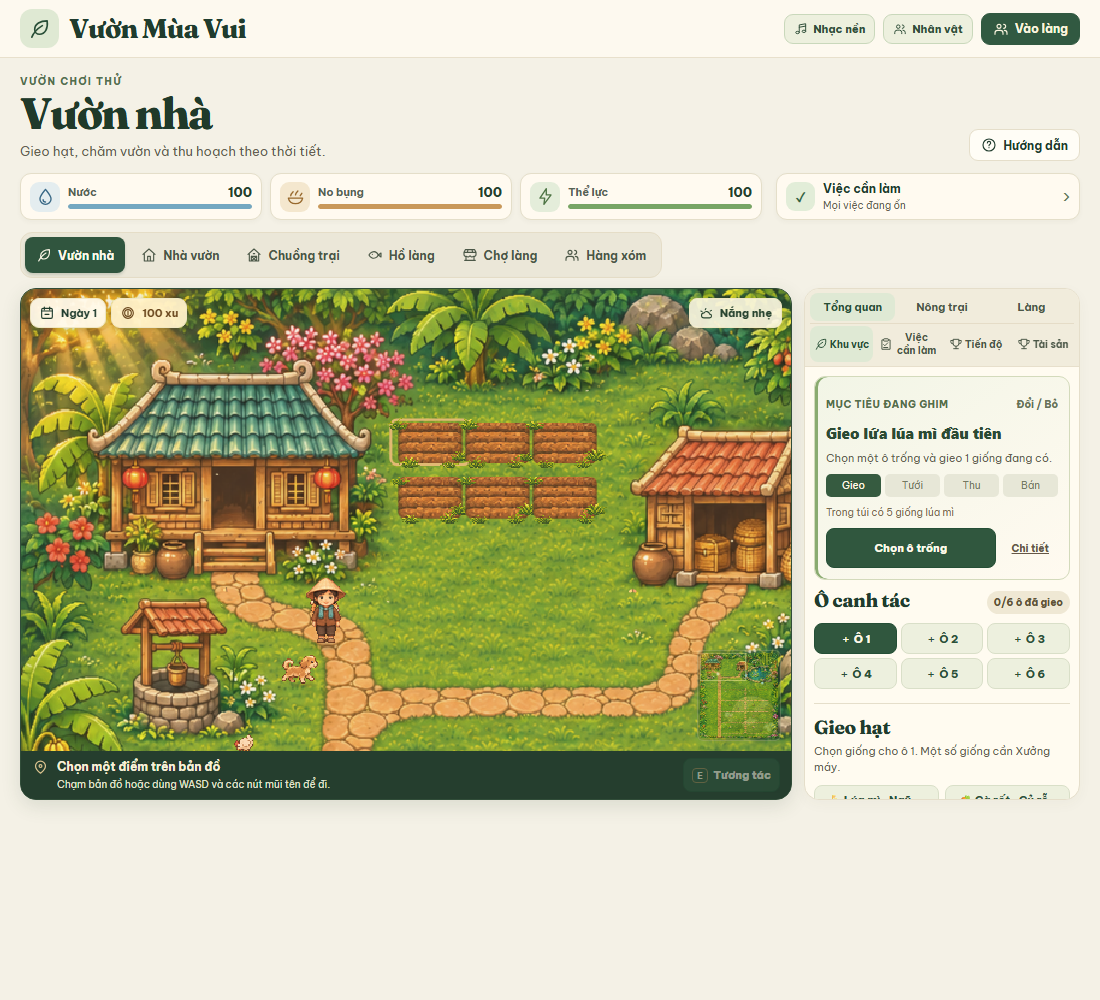 Vườn Mùa Vui
Nhạc nền
Nhân vật
Vào làng
VƯỜN CHƠI THỬ
Vườn nhà
Gieo hạt, chăm vườn và thu hoạch theo thời tiết.
Hướng dẫn
Nước 100
No bụng 100
Thể lực 100
Việc cần làm
Mọi việc đang ổn
Vườn nhà
Nhà vườn
Chuồng trại
Hồ làng
Chợ làng
Hàng xóm
Ngày 1
100 xu
Nắng nhẹ
Chọn một điểm trên bản đồ
Chạm bản đồ hoặc dùng WASD và các nút mũi tên để đi.
E Tương tác
Tổng quan
Nông trại
Làng
Khu vực
Việc
cần làm
Tiến độ
Tài sản
MỤC TIÊU ĐANG GHIM
Đổi / Bỏ
Gieo lứa lúa mì đầu tiên
Chọn một ô trống và gieo 1 giống đang có.
Gieo
Tưới
Thu
Bán
Trong túi có 5 giống lúa mì
Chọn ô trống
Chi tiết
Ô canh tác
0/6 ô đã gieo
+ Ô 1
+ Ô 2
+ Ô 3
+ Ô 4
+ Ô 5
+ Ô 6
Gieo hạt
Chọn giống cho ô 1. Một số giống cần Xưởng
máy.